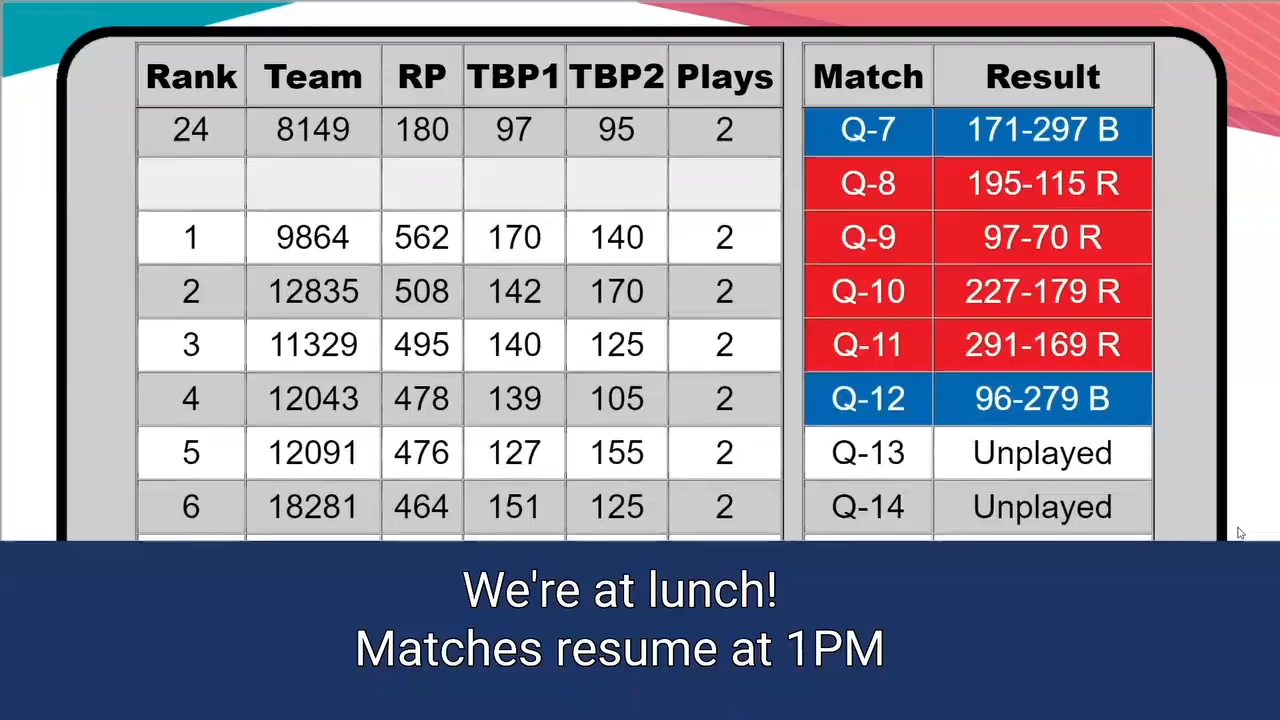 Rank Team RP TBP1 TBP2 Plays Match Result
24 8149 180 97 95 2 Q-7 171-297 B
Q-8 195-115 R
1 9864 562 170 140 2 Q-9 97-70 R
2 12835 508 142 170 2 Q-10 227-179 R
3 11329 495 140 125 2 Q-11 291-169 R
4 12043 478 139 105 2 Q-12 96-279 B
5 12091 476 127 155 2 Q-13 Unplayed
6 18281 464 151 125 2 Q-14 Unplayed
We're at lunch!
Matches resume at 1PM